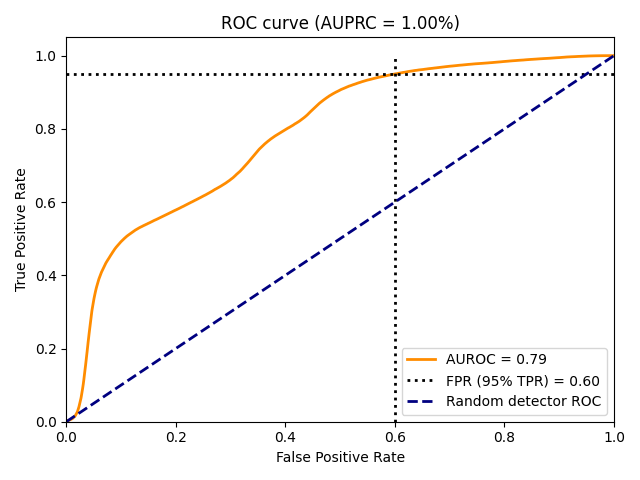 ROC curve (AUPRC = 1.00%)
1.0
0.8
0.6
0.4
0.2
0.0
True Positive Rate
AUROC = 0.79
FPR (95% TPR) = 0.60
Random detector ROC
0.0 0.2 0.4 0.6 0.8 1.0
False Positive Rate